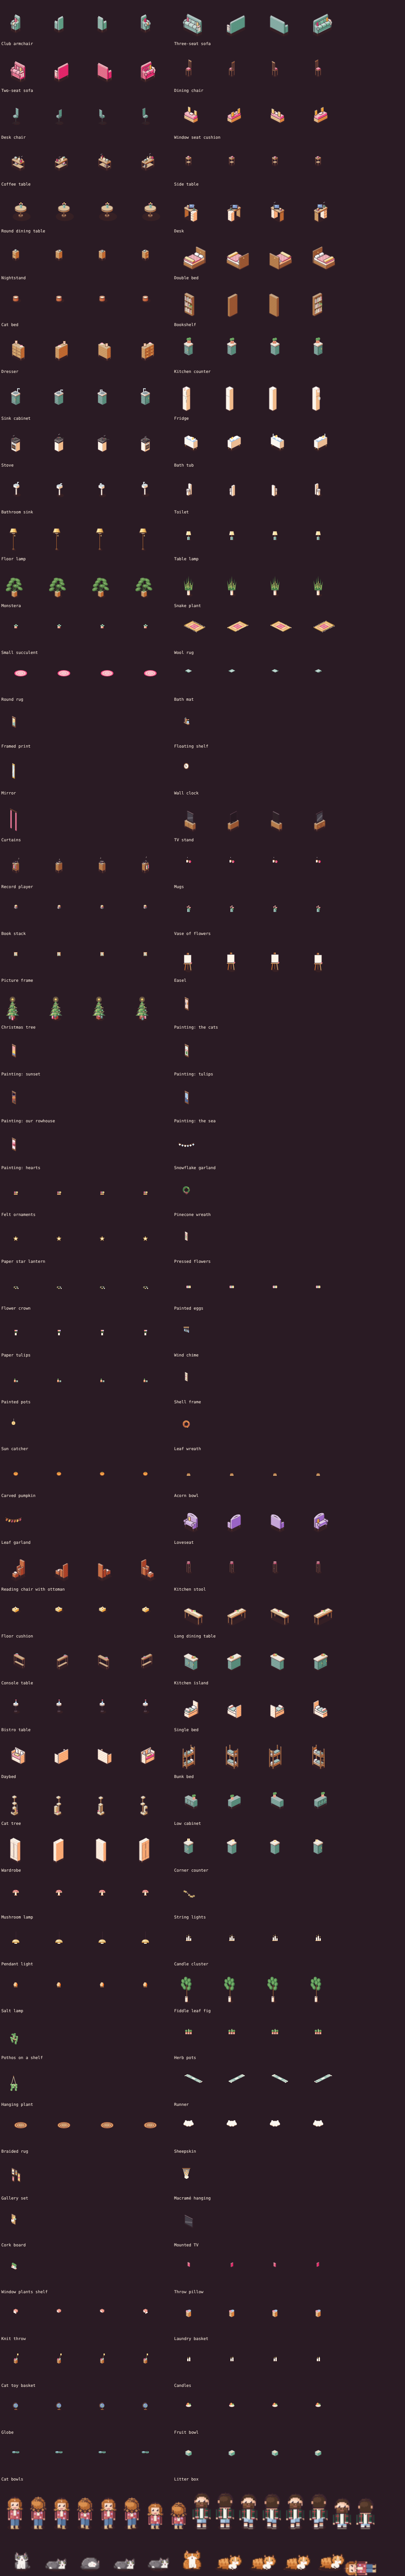 Club armchair
Three-seat sofa
Two-seat sofa
Dining chair
Desk chair
Window seat cushion
Coffee table
Side table
Round dining table
Desk
Nightstand
Double bed
Cat bed
Bookshelf
Dresser
Kitchen counter
Sink cabinet
Fridge
Stove
Bath tub
Bathroom sink
Toilet
Floor lamp
Table lamp
Monstera
Snake plant
Small succulent
Wool rug
Round rug
Bath mat
Framed print
Floating shelf
Mirror
Wall clock
Curtains
TV stand
Record player
Mugs
Book stack
Vase of flowers
Picture frame
Easel
Christmas tree
Painting: the cats
Painting: sunset
Painting: tulips
Painting: our rowhouse
Painting: the sea
Painting: hearts
Snowflake garland
Felt ornaments
Pinecone wreath
Paper star lantern
Pressed flowers
Flower crown
Painted eggs
Paper tulips
Wind chime
Painted pots
Shell frame
Sun catcher
Leaf wreath
Carved pumpkin
Acorn bowl
Leaf garland
Loveseat
Reading chair with ottoman
Kitchen stool
Floor cushion
Long dining table
Console table
Kitchen island
Bistro table
Single bed
Daybed
Bunk bed
Cat tree
Low cabinet
Wardrobe
Corner counter
Mushroom lamp
String lights
Pendant light
Candle cluster
Salt lamp
Fiddle leaf fig
Pothos on a shelf
Herb pots
Hanging plant
Runner
Braided rug
Sheepskin
Gallery set
Macramé hanging
Cork board
Mounted TV
Window plants shelf
Throw pillow
Knit throw
Laundry basket
Cat toy basket
Candles
Globe
Fruit bowl
Cat bowls
Litter box